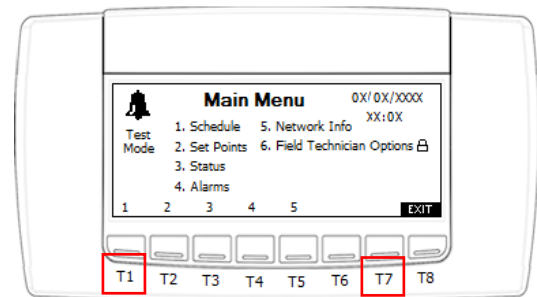 Main Menu 0X/0X/XXXX
XX:0X
Test Mode
1. Schedule 5. Network Info
2. Set Points 6. Field Technician Options
3. Status
4. Alarms
1 2 3 4 5 EXIT
T1 T2 T3 T4 T5 T6 T7 T8